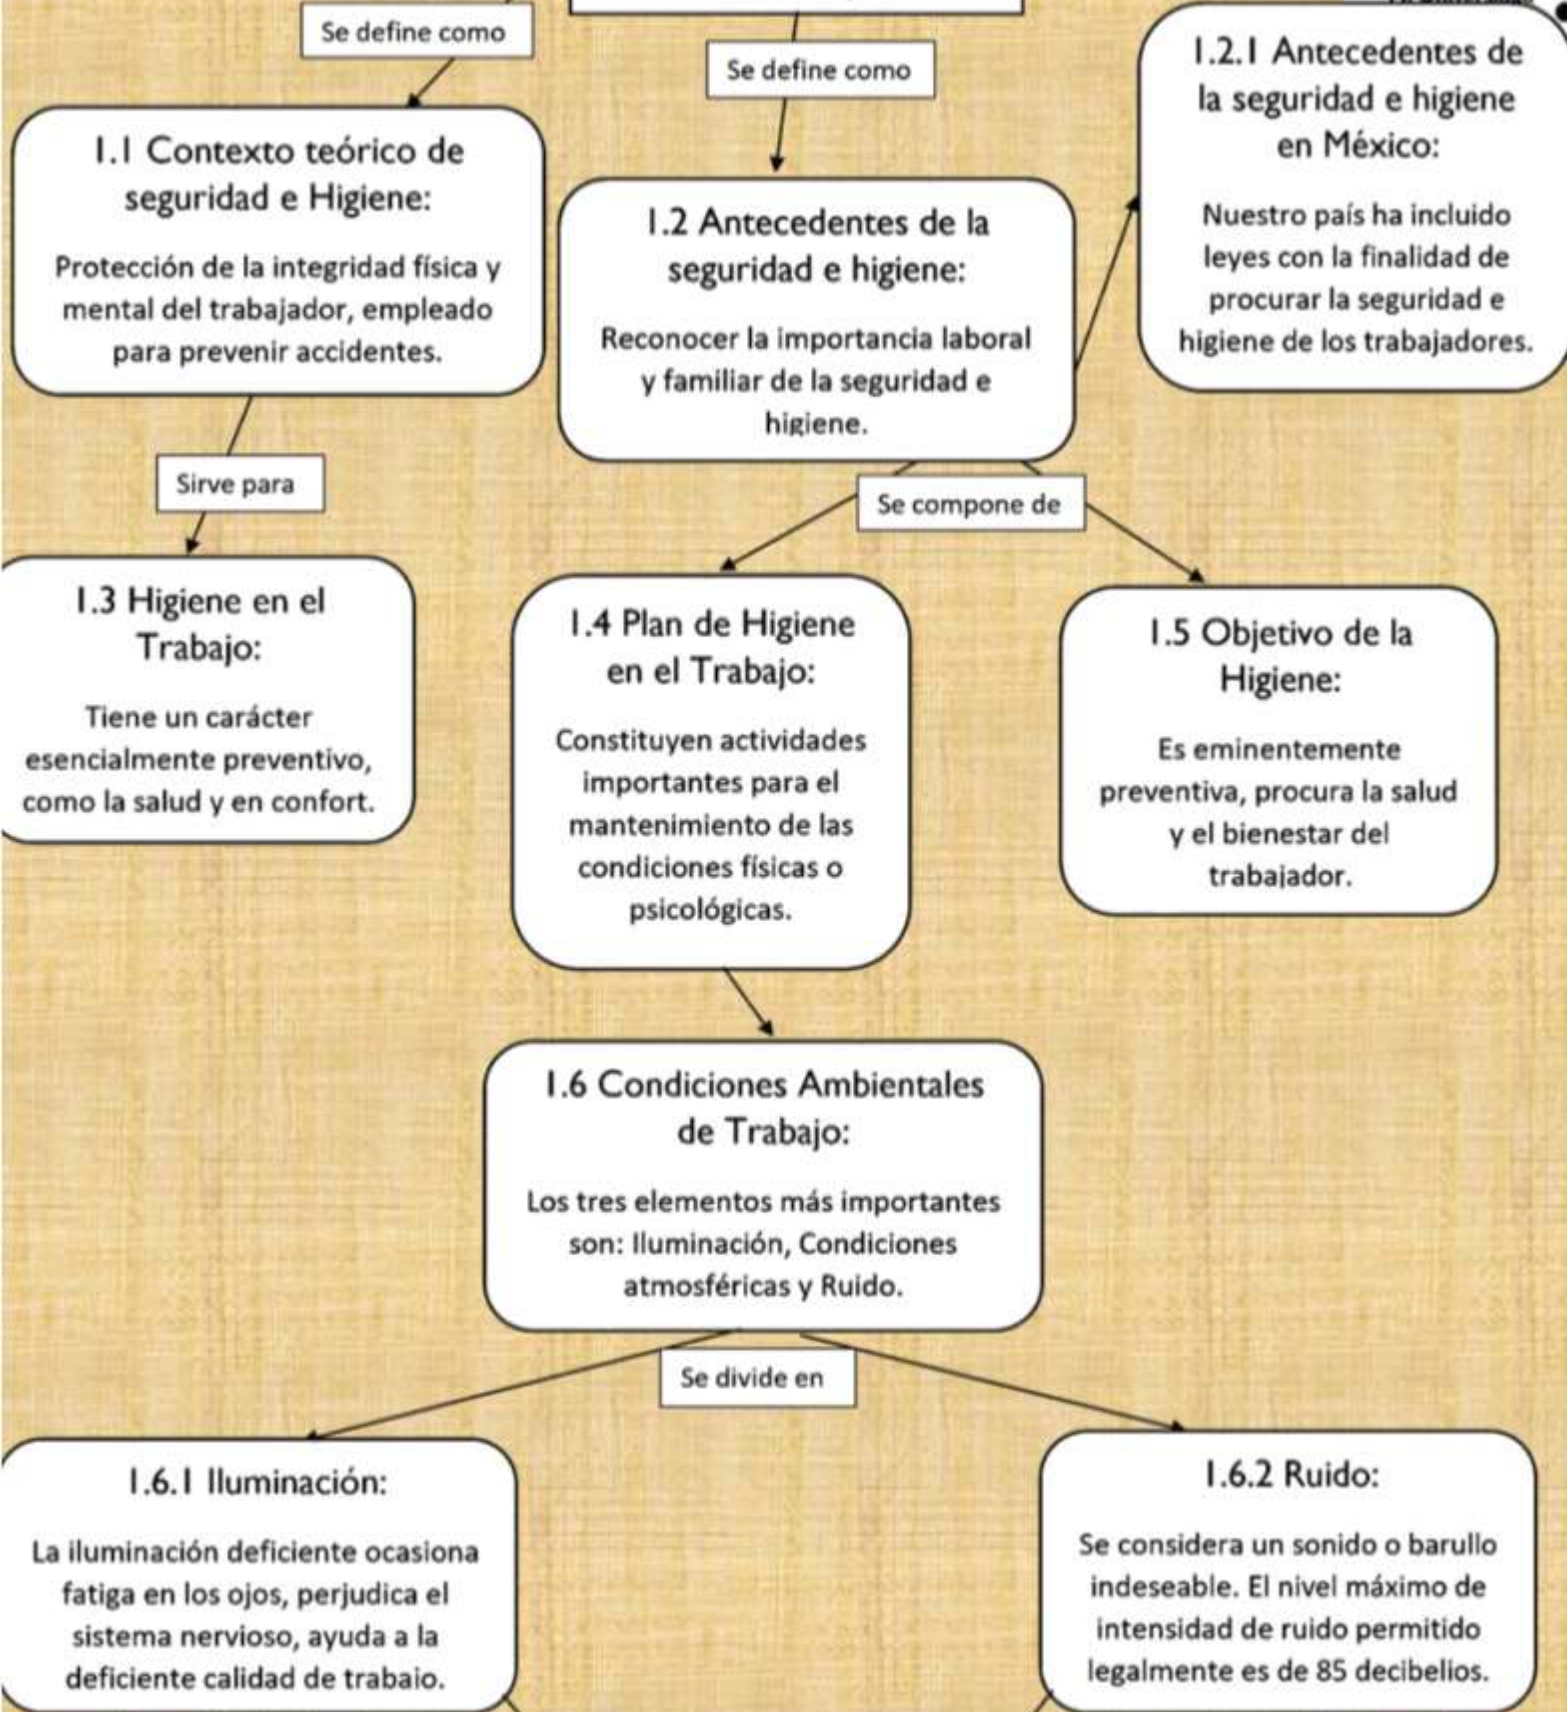 Se define como
Se define como
1.2.1 Antecedentes de
la seguridad e higiene
en México:
Nuestro país ha incluido
leyes con la finalidad de
procurar la seguridad e
higiene de los trabajadores.
1.1 Contexto teórico de
seguridad e Higiene:
Protección de la integridad física y
mental del trabajador, empleado
para prevenir accidentes.
1.2 Antecedentes de la
seguridad e higiene:
Reconocer la importancia laboral
y familiar de la seguridad e
higiene.
Sirve para
Se compone de
1.3 Higiene en el
Trabajo:
Tiene un carácter
esencialmente preventivo,
como la salud y en confort.
1.4 Plan de Higiene
en el Trabajo:
Constituyen actividades
importantes para el
mantenimiento de las
condiciones físicas o
psicológicas.
1.5 Objetivo de la
Higiene:
Es eminentemente
preventiva, procura la salud
y el bienestar del
trabajador.
1.6 Condiciones Ambientales
de Trabajo:
Los tres elementos más importantes
son: Iluminación, Condiciones
atmosféricas y Ruido.
Se divide en
1.6.1 Iluminación:
La iluminación deficiente ocasiona
fatiga en los ojos, perjudica el
sistema nervioso, ayuda a la
deficiente calidad de trabajo.
1.6.2 Ruido:
Se considera un sonido o barullo
indeseable. El nivel máximo de
intensidad de ruido permitido
legalmente es de 85 decibelios.